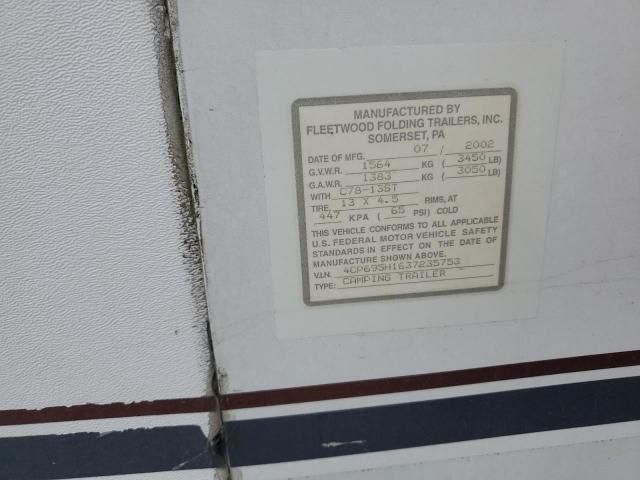 MANUFACTURED BY
FLEETWOOD FOLDING TRAILERS, INC.
SOMERSET, PA
DATE OF MFG. 07 / 2002
G.V.W.R. 1564 KG ( 3450 LB)
G.A.W.R. 1383 KG ( 3050 LB)
WITH C78-13ST
TIRE, 13 X 4.5 RIMS, AT
447 KPA ( 65 PSI) COLD
THIS VEHICLE CONFORMS TO ALL APPLICABLE
U.S. FEDERAL MOTOR VEHICLE SAFETY
STANDARDS IN EFFECT ON THE DATE OF
MANUFACTURE SHOWN ABOVE.
V.I.N. 4CP695H1637235753
TYPE: CAMPING TRAILER